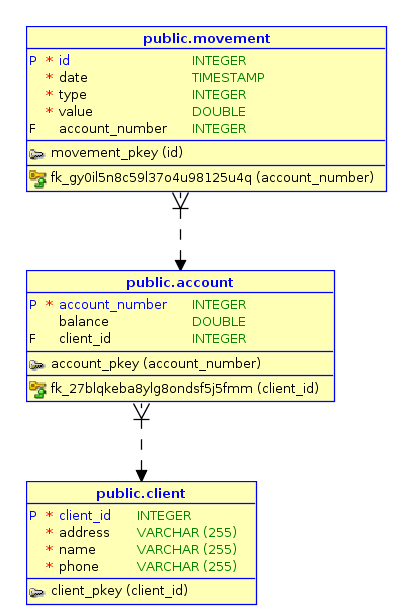 public.movement
P * id INTEGER
* date TIMESTAMP
* type INTEGER
* value DOUBLE
F account_number INTEGER
movement_pkey (id)
fk_gy0il5n8c59l37o4u98125u4q (account_number)
public.account
P * account_number INTEGER
balance DOUBLE
F client_id INTEGER
account_pkey (account_number)
fk_27blqkeba8ylg8ondsf5j5fmm (client_id)
public.client
P * client_id INTEGER
* address VARCHAR (255)
* name VARCHAR (255)
* phone VARCHAR (255)
client_pkey (client_id)